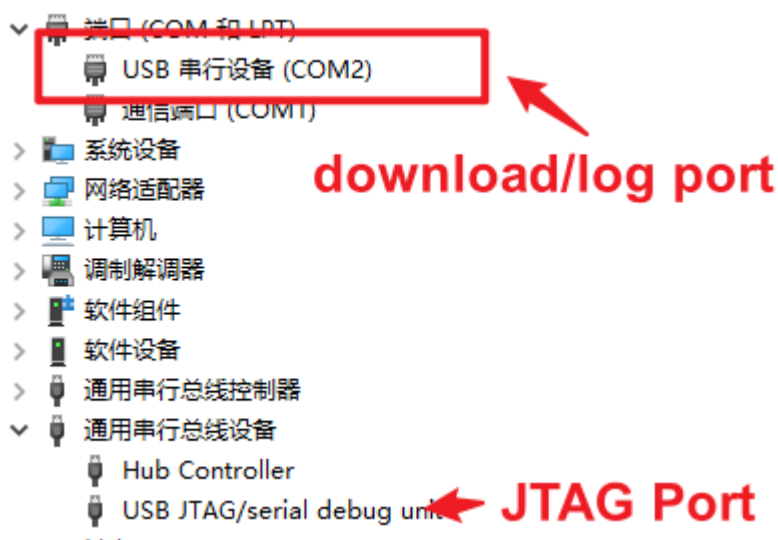 端口 (COM 和 LPT)
USB 串行设备 (COM2)
通信端口 (COM1)
系统设备
download/log port
网络适配器
计算机
调制解调器
软件组件
软件设备
通用串行总线控制器
通用串行总线设备
Hub Controller
USB JTAG/serial debug unit
JTAG Port